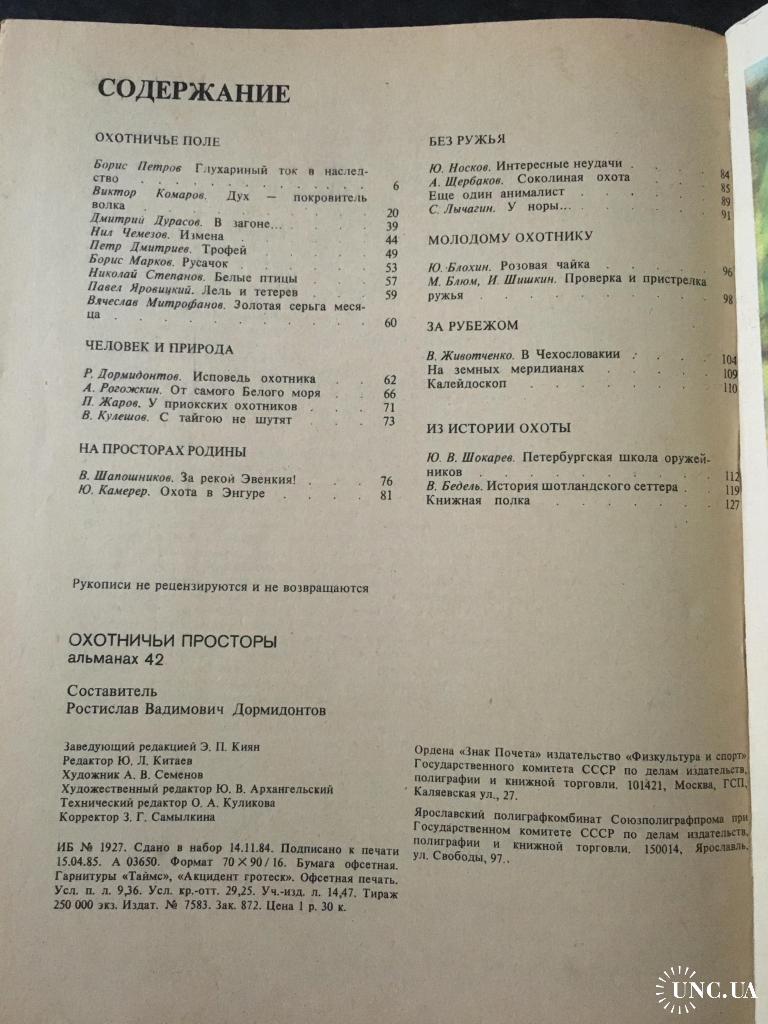 СОДЕРЖАНИЕ
ОХОТНИЧЬЕ ПОЛЕ
Борис Петров Глухариный ток в наслед-
ство . . . . . . . . . . . 6
Виктор Комаров. Дух — покровитель
волка . . . . . . . . . . . 20
Дмитрий Дурасов. В загоне... . . . . 39
Нил Чемезов. Измена . . . . . . . 44
Петр Дмитриев. Трофей . . . . . . 49
Борис Марков. Русачок . . . . . . 53
Николай Степанов. Белые птицы . . . 57
Павел Яровицкий. Лель и тетерев . . . 59
Вячеслав Митрофанов. Золотая серьга меся-
ца . . . . . . . . . . . . 60
ЧЕЛОВЕК И ПРИРОДА
Р. Дормидонтов. Исповедь охотника . . 62
А. Рогожкин. От самого Белого моря . . 66
П. Жаров. У приокских охотников . . . 71
В. Кулешов. С тайгою не шутят . . . 73
НА ПРОСТОРАХ РОДИНЫ
В. Шапошников. За рекой Эвенкия! . . . 76
Ю. Камерер. Охота в Энгуре . . . . 81
БЕЗ РУЖЬЯ
Ю. Носков. Интересные неудачи . . . . 84
А. Щербаков. Соколиная охота . . . 85
Еще один анималист . . . . . . 89
С. Лычагин. У норы... . . . . . . 91
МОЛОДОМУ ОХОТНИКУ
Ю. Блохин. Розовая чайка . . . . . 96
М. Блюм, И. Шишкин. Проверка и пристрелка
ружья . . . . . . . . . . . 98
ЗА РУБЕЖОМ
В. Животченко. В Чехословакии . . . . 104
На земных меридианах . . . . . . 109
Калейдоскоп . . . . . . . . . 110
ИЗ ИСТОРИИ ОХОТЫ
Ю. В. Шокарев. Петербургская школа оружей-
ников . . . . . . . . . . . 112
В. Бедель. История шотландского сеттера . . 119
Книжная полка . . . . . . . . 127
Рукописи не рецензируются и не возвращаются
ОХОТНИЧЬИ ПРОСТОРЫ
альманах 42
Составитель
Ростислав Вадимович Дормидонтов
Заведующий редакцией Э. П. Киян
Редактор Ю. Л. Китаев
Художник А. В. Семенов
Художественный редактор Ю. В. Архангельский
Технический редактор О. А. Куликова
Корректор З. Г. Самылкина
ИБ № 1927. Сдано в набор 14.11.84. Подписано к печати
15.04.85. А 03650. Формат 70×90/16. Бумага офсетная.
Гарнитуры «Таймс», «Акцидент гротеск». Офсетная печать.
Усл. п. л. 9,36. Усл. кр.-отт. 29,25. Уч.-изд. л. 14,47. Тираж
250 000 экз. Издат. № 7583. Зак. 872. Цена 1 р. 30 к.
Ордена «Знак Почета» издательство «Физкультура и спорт»
Государственного комитета СССР по делам издательств,
полиграфии и книжной торговли. 101421, Москва, ГСП,
Каляевская ул., 27.
Ярославский полиграфкомбинат Союзполиграфпрома при
Государственном комитете СССР по делам издательств,
полиграфии и книжной торговли. 150014, Ярославль,
ул. Свободы, 97.
UNC.UA